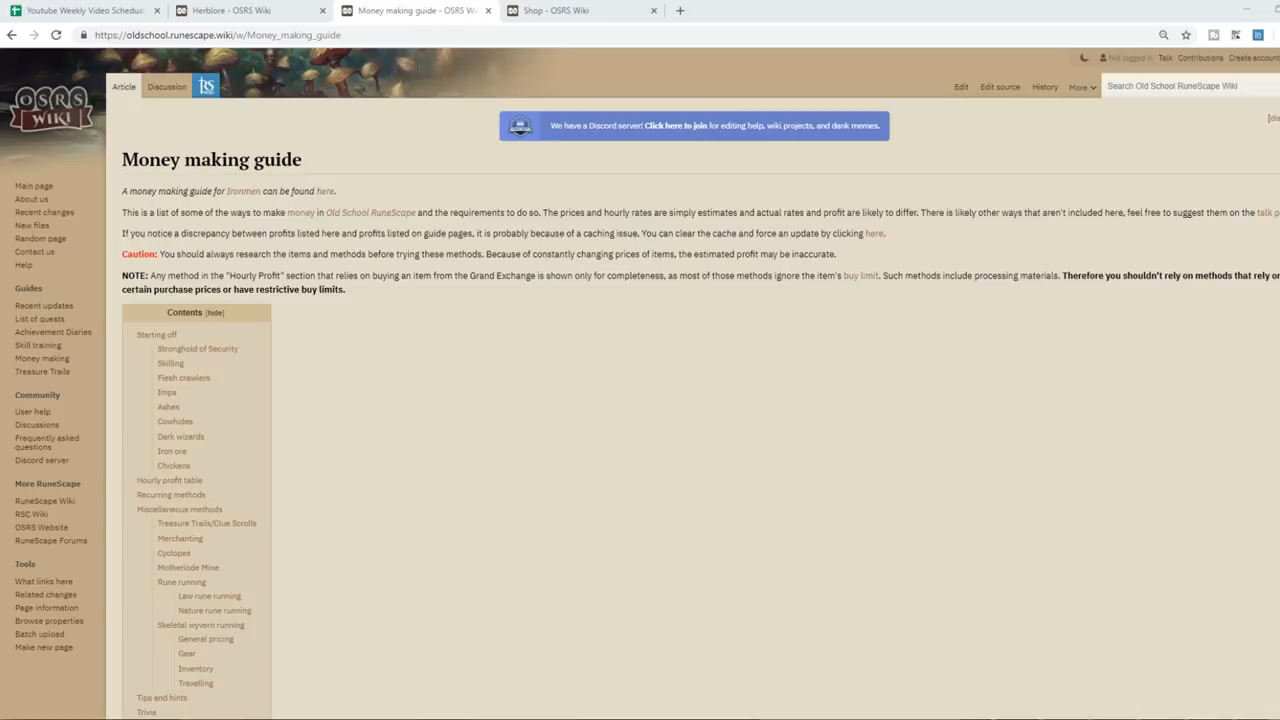 Youtube Weekly Video Schedua
Herblore - OSRS Wiki
Money making guide - OSRS Wi
Shop - OSRS Wiki
https://oldschool.runescape.wiki/w/Money_making_guide
Not logged in Talk Contributions Create account
OSRS
WIKI
Article Discussion
Edit Edit source History More Search Old School RuneScape Wiki
We have a Discord server! Click here to join for editing help, wiki projects, and dank memes.
Money making guide
A money making guide for Ironmen can be found here.
This is a list of some of the ways to make money in Old School RuneScape and the requirements to do so. The prices and hourly rates are simply estimates and actual rates and profit are likely to differ. There is likely other ways that aren't included here, feel free to suggest them on the talk p
If you notice a discrepancy between profits listed here and profits listed on guide pages, it is probably because of a caching issue. You can clear the cache and force an update by clicking here.
Caution: You should always research the items and methods before trying these methods. Because of constantly changing prices of items, the estimated profit may be inaccurate.
NOTE: Any method in the "Hourly Profit" section that relies on buying an item from the Grand Exchange is shown only for completeness, as most of those methods ignore the item's buy limit. Such methods include processing materials. Therefore you shouldn't rely on methods that rely on
certain purchase prices or have restrictive buy limits.
Main page
About us
Recent changes
New files
Random page
Contact us
Help
Guides
Recent updates
List of quests
Achievement Diaries
Skill training
Money making
Treasure Trails
Community
User help
Discussions
Frequently asked
questions
Discord server
More RuneScape
RuneScape Wiki
RSC Wiki
OSRS Website
RuneScape Forums
Tools
What links here
Related changes
Page information
Browse properties
Batch upload
Make new page
Contents [hide]
Starting off
Stronghold of Security
Skilling
Flesh crawlers
Imps
Ashes
Cowhides
Dark wizards
Iron ore
Chickens
Hourly profit table
Recurring methods
Miscellaneous methods
Treasure Trails/Clue Scrolls
Merchanting
Cyclopes
Motherlode Mine
Rune running
Law rune running
Nature rune running
Skeletal wyvern running
General pricing
Gear
Inventory
Travelling
Tips and hints
Trivia